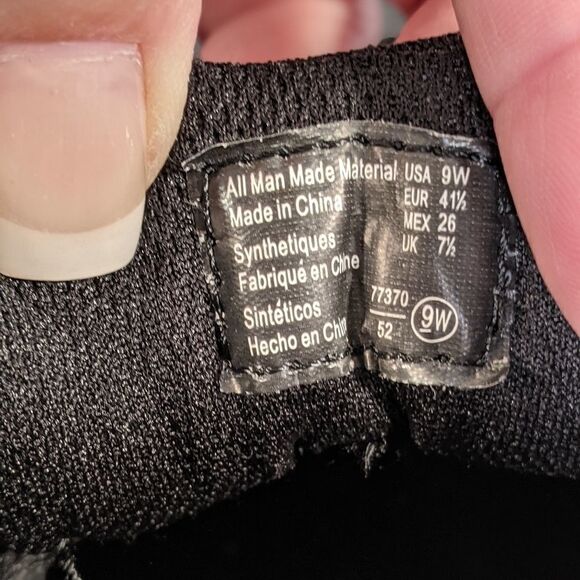 All Man Made Material
Made in China
Synthetiques
Fabriqué en Chine
Sintéticos
Hecho en Chin
USA 9W
EUR 41½
MEX 26
UK 7½
77370
52
9W